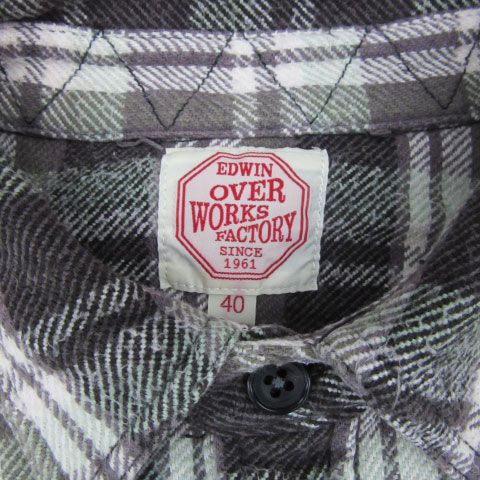 EDWIN
OVER
WORKS
FACTORY
SINCE
1961
40